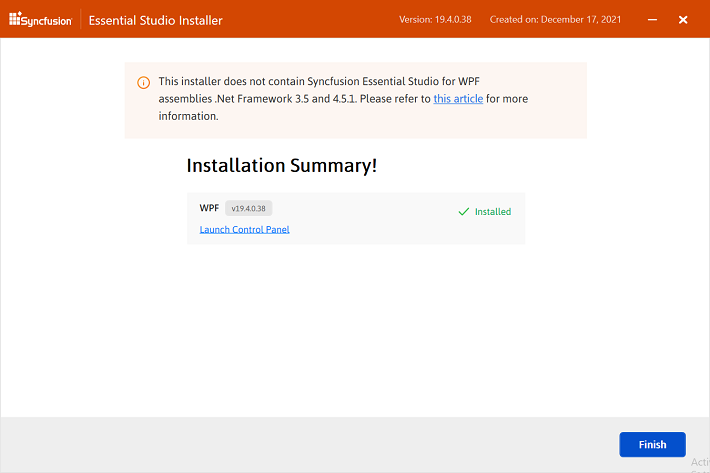 Syncfusion Essential Studio Installer Version: 19.4.0.38 Created on: December 17, 2021
This installer does not contain Syncfusion Essential Studio for WPF
assemblies .Net Framework 3.5 and 4.5.1. Please refer to this article for more
information.
Installation Summary!
WPF v19.4.0.38 Installed
Launch Control Panel
Finish